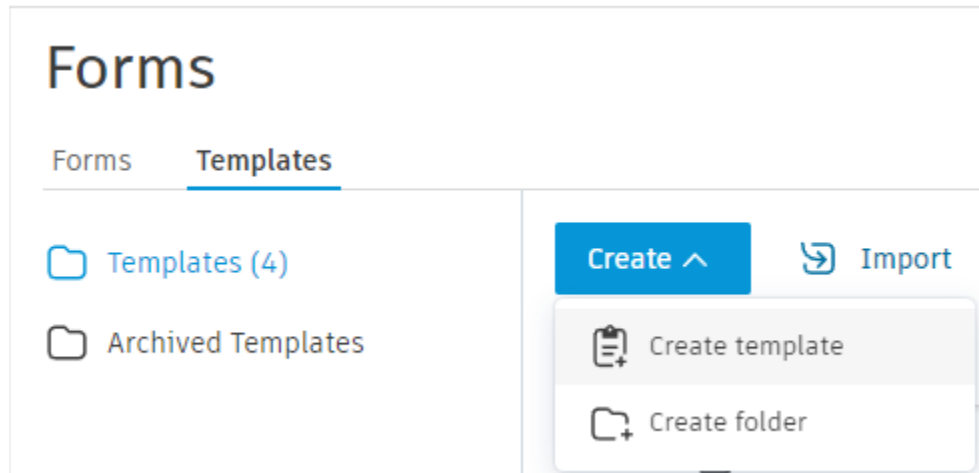 Forms
Forms Templates
Templates (4)
Archived Templates
Create
Import
Create template
Create folder